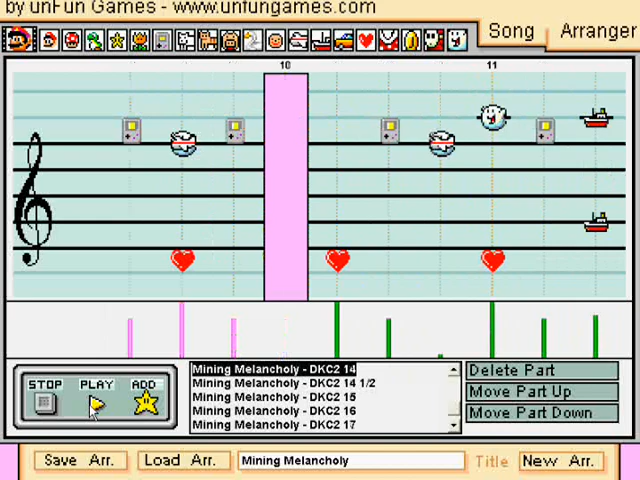 by unFun Games - www.unfungames.com
Song
Arranger
10
11
STOP
PLAY
ADD
Mining Melancholy - DKC2 14
Mining Melancholy - DKC2 14 1/2
Mining Melancholy - DKC2 15
Mining Melancholy - DKC2 16
Mining Melancholy - DKC2 17
Delete Part
Move Part Up
Move Part Down
Save Arr.
Load Arr.
Mining Melancholy
Title
New Arr.